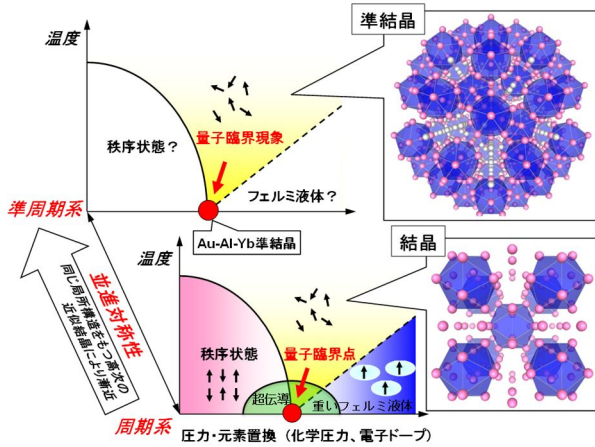 温度
準結晶
秩序状態？
量子臨界現象
フェルミ液体？
準周期系
Au-Al-Yb準結晶
並進対称性
同じ局所構造をもつ高次の
近似結晶により漸近
温度
結晶
秩序状態
量子臨界点
超伝導
重いフェルミ液体
周期系
圧力・元素置換（化学圧力、電子ドープ）